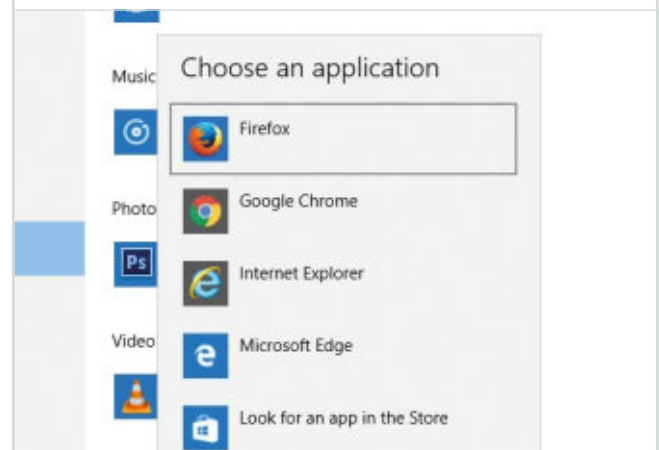 Choose an application
Music
Firefox
Photo
Google Chrome
Ps
Internet Explorer
Video
Microsoft Edge
Look for an app in the Store